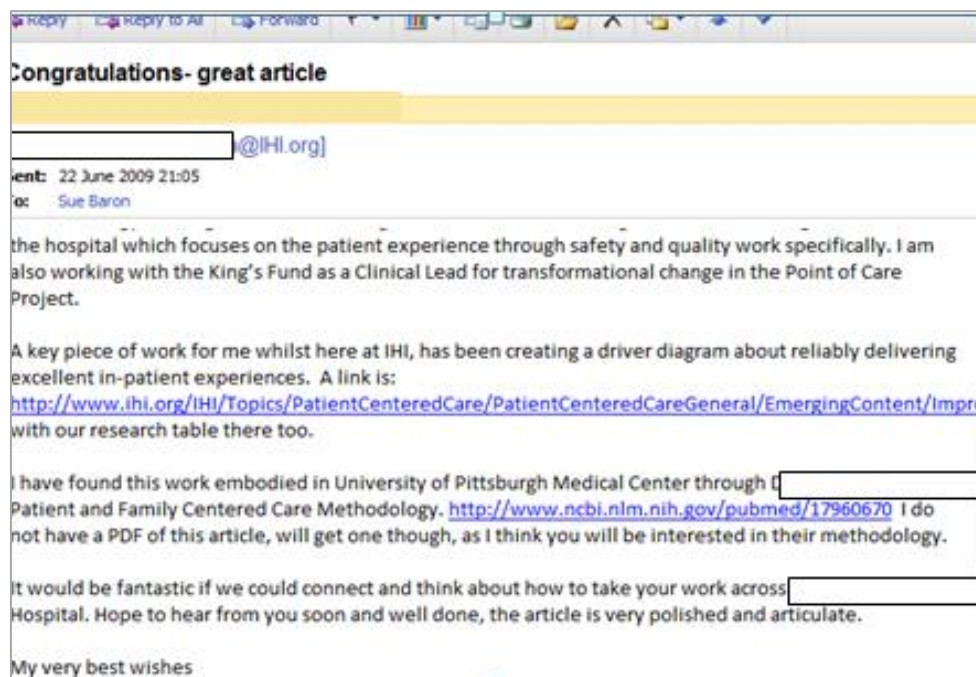 Reply Reply to All Forward
Congratulations- great article
@IHI.org]
Sent: 22 June 2009 21:05
To: Sue Baron
the hospital which focuses on the patient experience through safety and quality work specifically. I am
also working with the King's Fund as a Clinical Lead for transformational change in the Point of Care
Project.
A key piece of work for me whilst here at IHI, has been creating a driver diagram about reliably delivering
excellent in-patient experiences. A link is:
http://www.ihi.org/IHI/Topics/PatientCenteredCare/PatientCenteredCareGeneral/EmergingContent/Impr
with our research table there too.
I have found this work embodied in University of Pittsburgh Medical Center through
Patient and Family Centered Care Methodology. http://www.ncbi.nlm.nih.gov/pubmed/17960670 I do
not have a PDF of this article, will get one though, as I think you will be interested in their methodology.
It would be fantastic if we could connect and think about how to take your work across
Hospital. Hope to hear from you soon and well done, the article is very polished and articulate.
My very best wishes